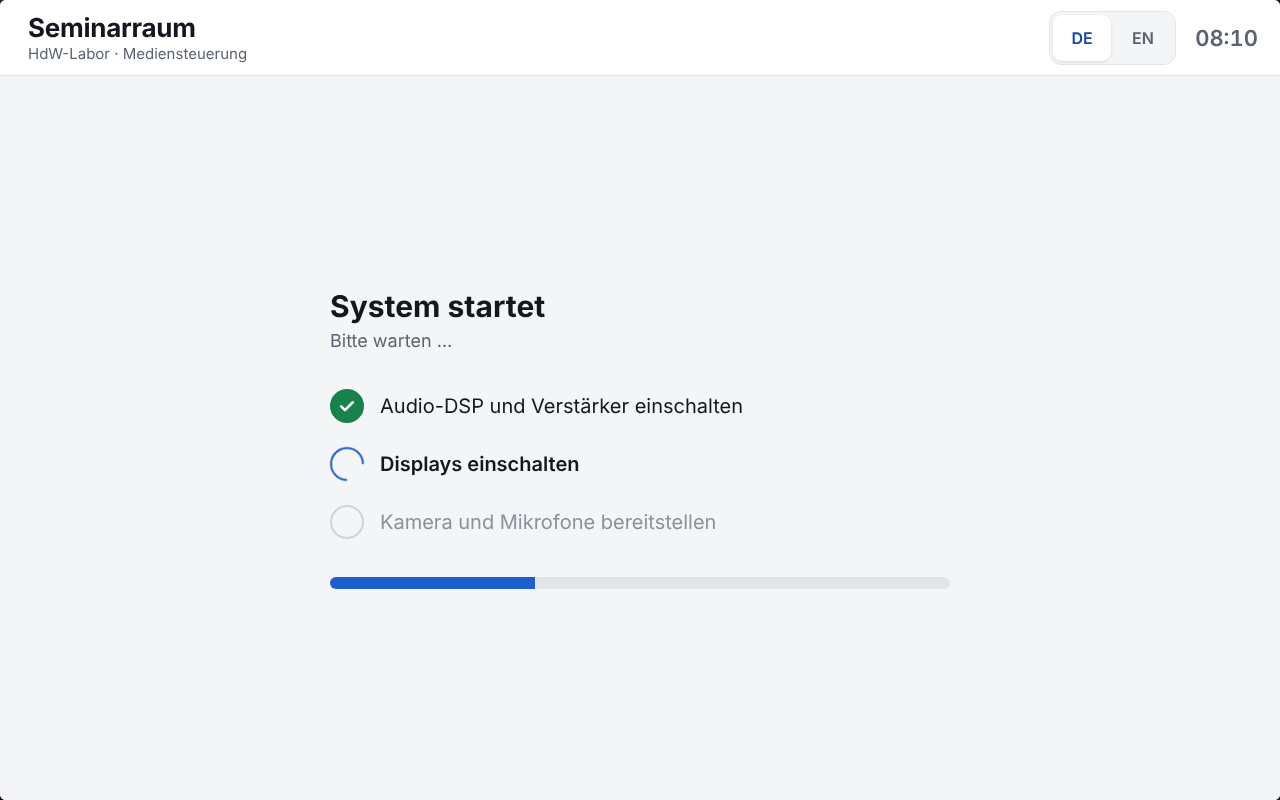 Seminarraum
HdW-Labor · Mediensteuerung
DE
EN
08:10
System startet
Bitte warten ...
Audio-DSP und Verstärker einschalten
Displays einschalten
Kamera und Mikrofone bereitstellen